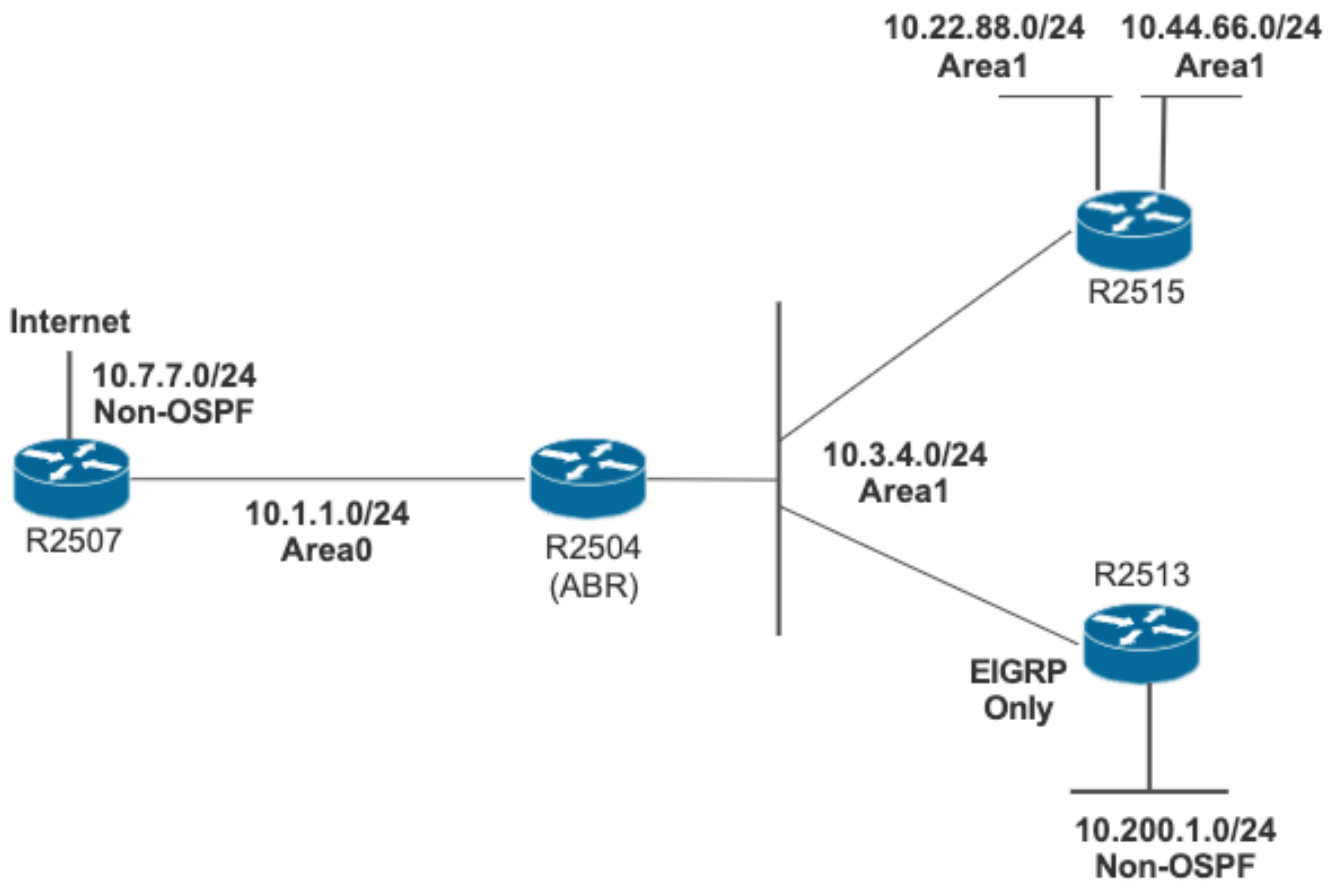 10.22.88.0/24
Area1
10.44.66.0/24
Area1
R2515
Internet
10.7.7.0/24
Non-OSPF
R2507
10.1.1.0/24
Area0
R2504
(ABR)
10.3.4.0/24
Area1
R2513
EIGRP
Only
10.200.1.0/24
Non-OSPF